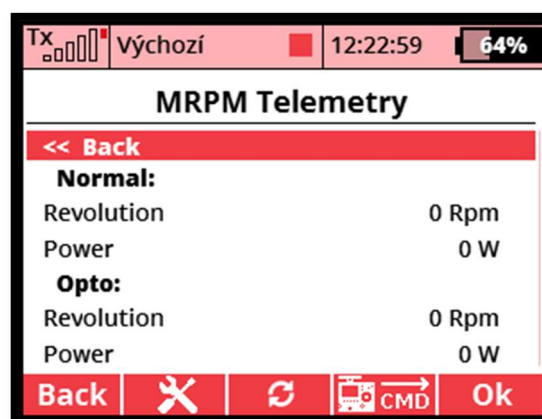 Tx Výchozí 12:22:59 64%
MRPM Telemetry
<< Back
Normal:
Revolution 0 Rpm
Power 0 W
Opto:
Revolution 0 Rpm
Power 0 W
Back CMD Ok